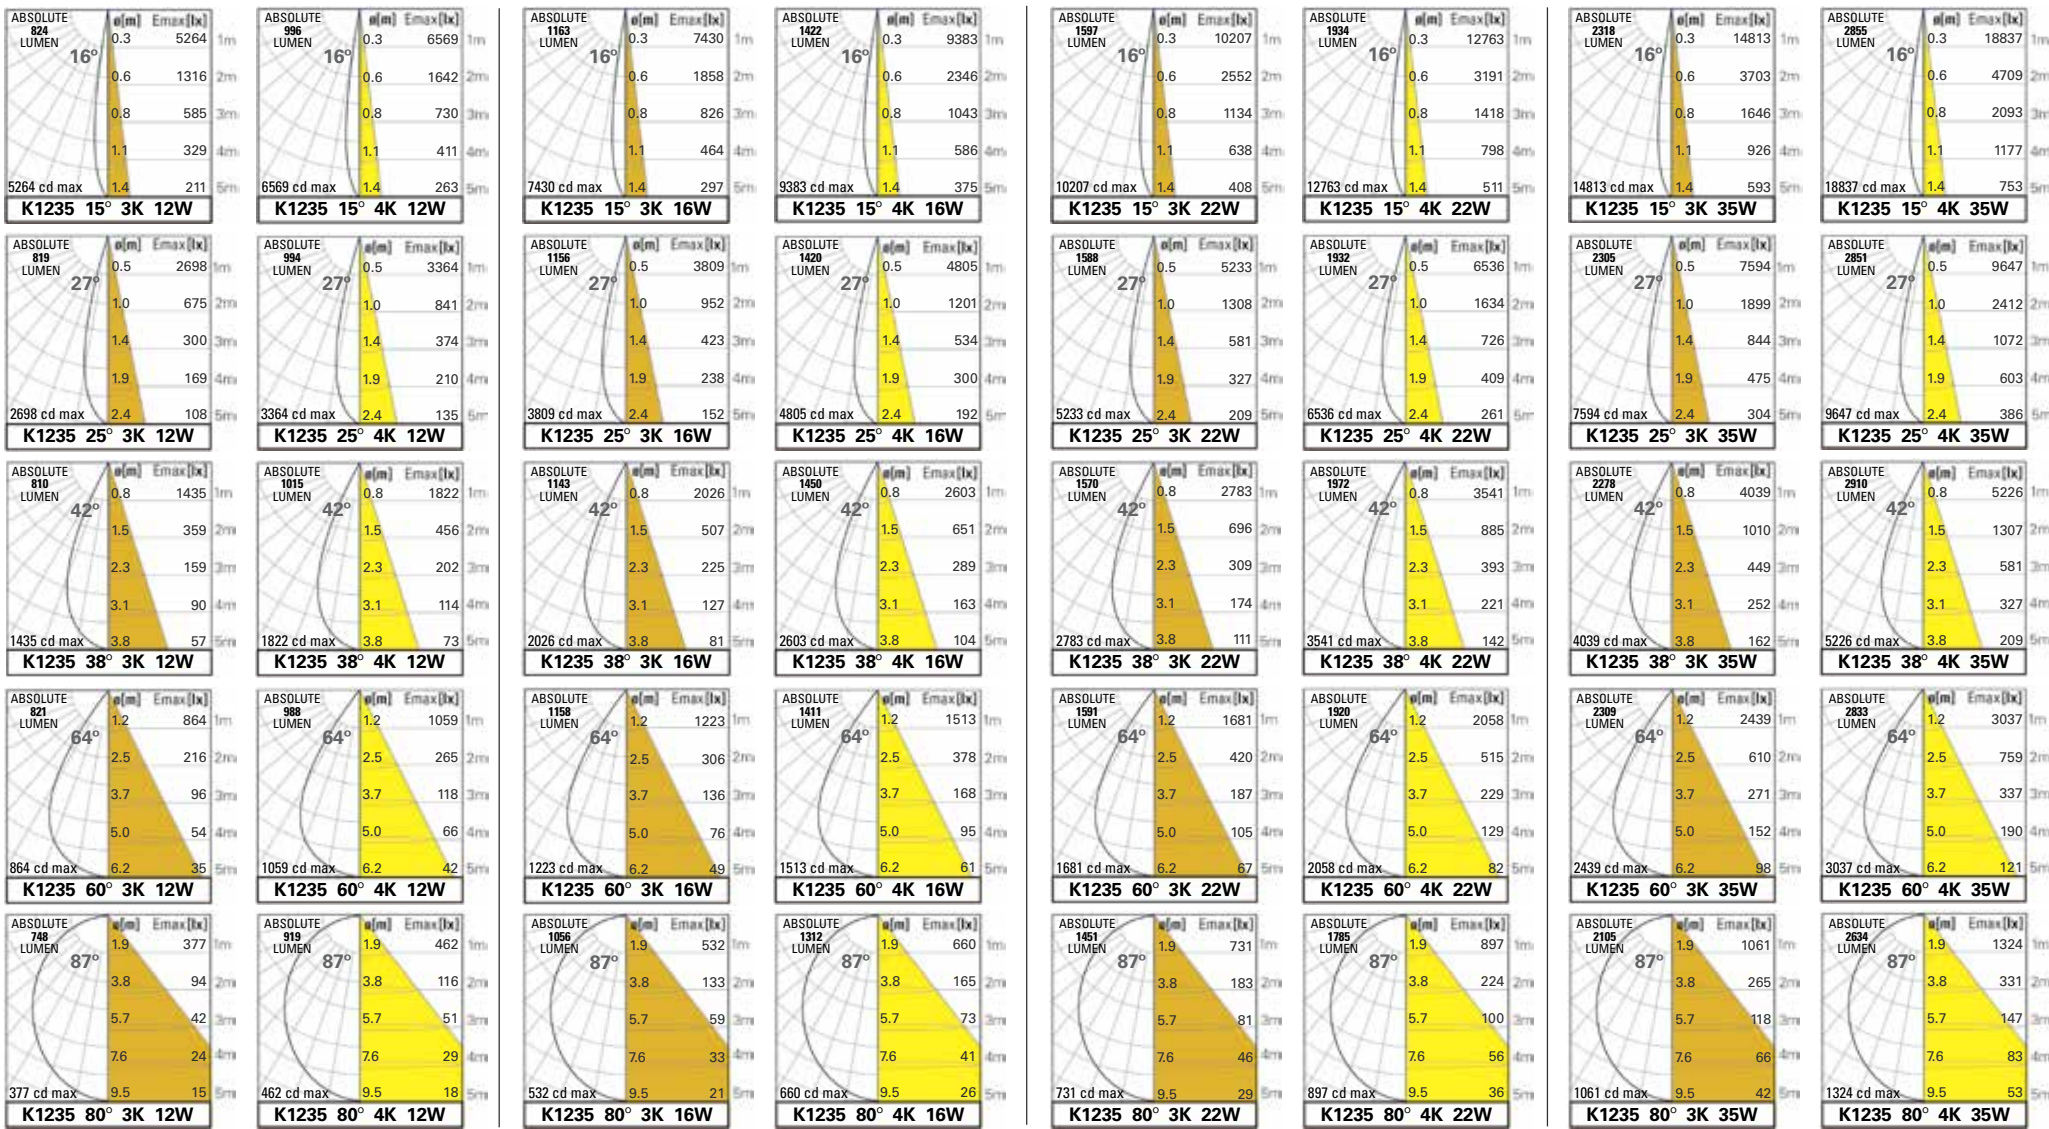 ABSOLUTE ø[m] Emax[lx]
824
LUMEN 0.3 5264 1m
16°
0.6 1316 2m
0.8 585 3m
1.1 329 4m
5264 cd max 1.4 211 5m
K1235 15° 3K 12W
ABSOLUTE ø[m] Emax[lx]
996
LUMEN 0.3 6569 1m
16°
0.6 1642 2m
0.8 730 3m
1.1 411 4m
6569 cd max 1.4 263 5m
K1235 15° 4K 12W
ABSOLUTE ø[m] Emax[lx]
1163
LUMEN 0.3 7430 1m
16°
0.6 1858 2m
0.8 826 3m
1.1 464 4m
7430 cd max 1.4 297 5m
K1235 15° 3K 16W
ABSOLUTE ø[m] Emax[lx]
1422
LUMEN 0.3 9383 1m
16°
0.6 2346 2m
0.8 1043 3m
1.1 586 4m
9383 cd max 1.4 375 5m
K1235 15° 4K 16W
ABSOLUTE ø[m] Emax[lx]
1597
LUMEN 0.3 10207 1m
16°
0.6 2552 2m
0.8 1134 3m
1.1 638 4m
10207 cd max 1.4 408 5m
K1235 15° 3K 22W
ABSOLUTE ø[m] Emax[lx]
1934
LUMEN 0.3 12763 1m
16°
0.6 3191 2m
0.8 1418 3m
1.1 798 4m
12763 cd max 1.4 511 5m
K1235 15° 4K 22W
ABSOLUTE ø[m] Emax[lx]
2318
LUMEN 0.3 14813 1m
16°
0.6 3703 2m
0.8 1646 3m
1.1 926 4m
14813 cd max 1.4 593 5m
K1235 15° 3K 35W
ABSOLUTE ø[m] Emax[lx]
2855
LUMEN 0.3 18837 1m
16°
0.6 4709 2m
0.8 2093 3m
1.1 1177 4m
18837 cd max 1.4 753 5m
K1235 15° 4K 35W
ABSOLUTE ø[m] Emax[lx]
819
LUMEN 0.5 2698 1m
27°
1.0 675 2m
1.4 300 3m
1.9 169 4m
2698 cd max 2.4 108 5m
K1235 25° 3K 12W
ABSOLUTE ø[m] Emax[lx]
994
LUMEN 0.5 3364 1m
27°
1.0 841 2m
1.4 374 3m
1.9 210 4m
3364 cd max 2.4 135 5m
K1235 25° 4K 12W
ABSOLUTE ø[m] Emax[lx]
1156
LUMEN 0.5 3809 1m
27°
1.0 952 2m
1.4 423 3m
1.9 238 4m
3809 cd max 2.4 152 5m
K1235 25° 3K 16W
ABSOLUTE ø[m] Emax[lx]
1420
LUMEN 0.5 4805 1m
27°
1.0 1201 2m
1.4 534 3m
1.9 300 4m
4805 cd max 2.4 192 5m
K1235 25° 4K 16W
ABSOLUTE ø[m] Emax[lx]
1588
LUMEN 0.5 5233 1m
27°
1.0 1308 2m
1.4 581 3m
1.9 327 4m
5233 cd max 2.4 209 5m
K1235 25° 3K 22W
ABSOLUTE ø[m] Emax[lx]
1932
LUMEN 0.5 6536 1m
27°
1.0 1634 2m
1.4 726 3m
1.9 409 4m
6536 cd max 2.4 261 5m
K1235 25° 4K 22W
ABSOLUTE ø[m] Emax[lx]
2305
LUMEN 0.5 7594 1m
27°
1.0 1899 2m
1.4 844 3m
1.9 475 4m
7594 cd max 2.4 304 5m
K1235 25° 3K 35W
ABSOLUTE ø[m] Emax[lx]
2851
LUMEN 0.5 9647 1m
27°
1.0 2412 2m
1.4 1072 3m
1.9 603 4m
9647 cd max 2.4 386 5m
K1235 25° 4K 35W
ABSOLUTE ø[m] Emax[lx]
810
LUMEN 0.8 1435 1m
42°
1.5 359 2m
2.3 159 3m
3.1 90 4m
1435 cd max 3.8 57 5m
K1235 38° 3K 12W
ABSOLUTE ø[m] Emax[lx]
1015
LUMEN 0.8 1822 1m
42°
1.5 456 2m
2.3 202 3m
3.1 114 4m
1822 cd max 3.8 73 5m
K1235 38° 4K 12W
ABSOLUTE ø[m] Emax[lx]
1143
LUMEN 0.8 2026 1m
42°
1.5 507 2m
2.3 225 3m
3.1 127 4m
2026 cd max 3.8 81 5m
K1235 38° 3K 16W
ABSOLUTE ø[m] Emax[lx]
1450
LUMEN 0.8 2603 1m
42°
1.5 651 2m
2.3 289 3m
3.1 163 4m
2603 cd max 3.8 104 5m
K1235 38° 4K 16W
ABSOLUTE ø[m] Emax[lx]
1570
LUMEN 0.8 2783 1m
42°
1.5 696 2m
2.3 309 3m
3.1 174 4m
2783 cd max 3.8 111 5m
K1235 38° 3K 22W
ABSOLUTE ø[m] Emax[lx]
1972
LUMEN 0.8 3541 1m
42°
1.5 885 2m
2.3 393 3m
3.1 221 4m
3541 cd max 3.8 142 5m
K1235 38° 4K 22W
ABSOLUTE ø[m] Emax[lx]
2278
LUMEN 0.8 4039 1m
42°
1.5 1010 2m
2.3 449 3m
3.1 252 4m
4039 cd max 3.8 162 5m
K1235 38° 3K 35W
ABSOLUTE ø[m] Emax[lx]
2910
LUMEN 0.8 5226 1m
42°
1.5 1307 2m
2.3 581 3m
3.1 327 4m
5226 cd max 3.8 209 5m
K1235 38° 4K 35W
ABSOLUTE ø[m] Emax[lx]
821
LUMEN 1.2 864 1m
64°
2.5 216 2m
3.7 96 3m
5.0 54 4m
864 cd max 6.2 35 5m
K1235 60° 3K 12W
ABSOLUTE ø[m] Emax[lx]
988
LUMEN 1.2 1059 1m
64°
2.5 265 2m
3.7 118 3m
5.0 66 4m
1059 cd max 6.2 42 5m
K1235 60° 4K 12W
ABSOLUTE ø[m] Emax[lx]
1158
LUMEN 1.2 1223 1m
64°
2.5 306 2m
3.7 136 3m
5.0 76 4m
1223 cd max 6.2 49 5m
K1235 60° 3K 16W
ABSOLUTE ø[m] Emax[lx]
1411
LUMEN 1.2 1513 1m
64°
2.5 378 2m
3.7 168 3m
5.0 95 4m
1513 cd max 6.2 61 5m
K1235 60° 4K 16W
ABSOLUTE ø[m] Emax[lx]
1591
LUMEN 1.2 1681 1m
64°
2.5 420 2m
3.7 187 3m
5.0 105 4m
1681 cd max 6.2 67 5m
K1235 60° 3K 22W
ABSOLUTE ø[m] Emax[lx]
1920
LUMEN 1.2 2058 1m
64°
2.5 515 2m
3.7 229 3m
5.0 129 4m
2058 cd max 6.2 82 5m
K1235 60° 4K 22W
ABSOLUTE ø[m] Emax[lx]
2309
LUMEN 1.2 2439 1m
64°
2.5 610 2m
3.7 271 3m
5.0 152 4m
2439 cd max 6.2 98 5m
K1235 60° 3K 35W
ABSOLUTE ø[m] Emax[lx]
2833
LUMEN 1.2 3037 1m
64°
2.5 759 2m
3.7 337 3m
5.0 190 4m
3037 cd max 6.2 121 5m
K1235 60° 4K 35W
ABSOLUTE ø[m] Emax[lx]
748
LUMEN 1.9 377 1m
87°
3.8 94 2m
5.7 42 3m
7.6 24 4m
377 cd max 9.5 15 5m
K1235 80° 3K 12W
ABSOLUTE ø[m] Emax[lx]
919
LUMEN 1.9 462 1m
87°
3.8 116 2m
5.7 51 3m
7.6 29 4m
462 cd max 9.5 18 5m
K1235 80° 4K 12W
ABSOLUTE ø[m] Emax[lx]
1056
LUMEN 1.9 532 1m
87°
3.8 133 2m
5.7 59 3m
7.6 33 4m
532 cd max 9.5 21 5m
K1235 80° 3K 16W
ABSOLUTE ø[m] Emax[lx]
1312
LUMEN 1.9 660 1m
87°
3.8 165 2m
5.7 73 3m
7.6 41 4m
660 cd max 9.5 26 5m
K1235 80° 4K 16W
ABSOLUTE ø[m] Emax[lx]
1451
LUMEN 1.9 731 1m
87°
3.8 183 2m
5.7 81 3m
7.6 46 4m
731 cd max 9.5 29 5m
K1235 80° 3K 22W
ABSOLUTE ø[m] Emax[lx]
1785
LUMEN 1.9 897 1m
87°
3.8 224 2m
5.7 100 3m
7.6 56 4m
897 cd max 9.5 36 5m
K1235 80° 4K 22W
ABSOLUTE ø[m] Emax[lx]
2105
LUMEN 1.9 1061 1m
87°
3.8 265 2m
5.7 118 3m
7.6 66 4m
1061 cd max 9.5 42 5m
K1235 80° 3K 35W
ABSOLUTE ø[m] Emax[lx]
2634
LUMEN 1.9 1324 1m
87°
3.8 331 2m
5.7 147 3m
7.6 83 4m
1324 cd max 9.5 53 5m
K1235 80° 4K 35W